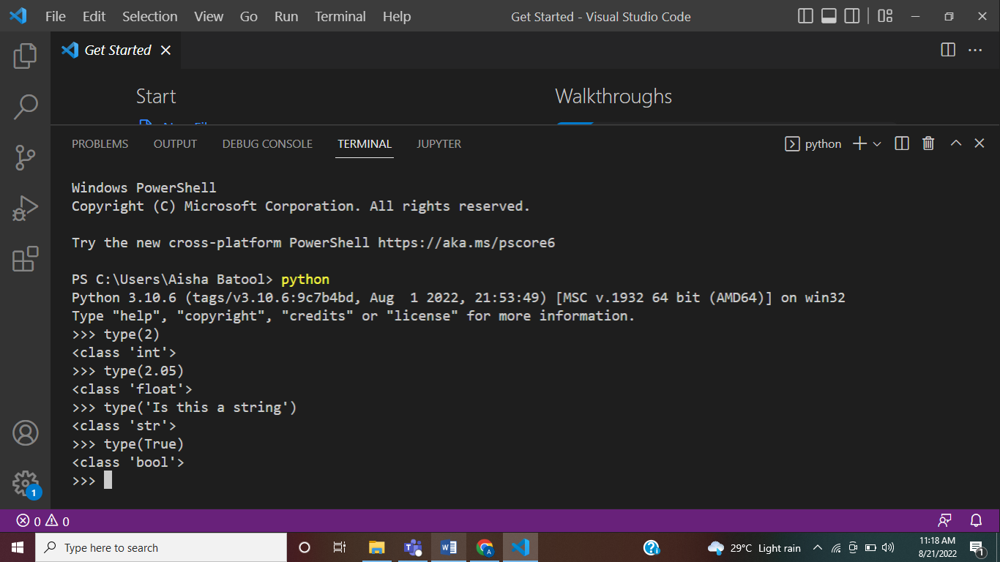 File Edit Selection View Go Run Terminal Help Get Started - Visual Studio Code
Get Started
Start Walkthroughs
PROBLEMS OUTPUT DEBUG CONSOLE TERMINAL JUPYTER python
Windows PowerShell
Copyright (C) Microsoft Corporation. All rights reserved.
Try the new cross-platform PowerShell https://aka.ms/pscore6
PS C:\Users\Aisha Batool> python
Python 3.10.6 (tags/v3.10.6:9c7b4bd, Aug  1 2022, 21:53:49) [MSC v.1932 64 bit (AMD64)] on win32
Type "help", "copyright", "credits" or "license" for more information.
>>> type(2)
<class 'int'>
>>> type(2.05)
<class 'float'>
>>> type('Is this a string')
<class 'str'>
>>> type(True)
<class 'bool'>
>>>
1
0 0
Type here to search 29°C Light rain 11:18 AM
8/21/2022 1